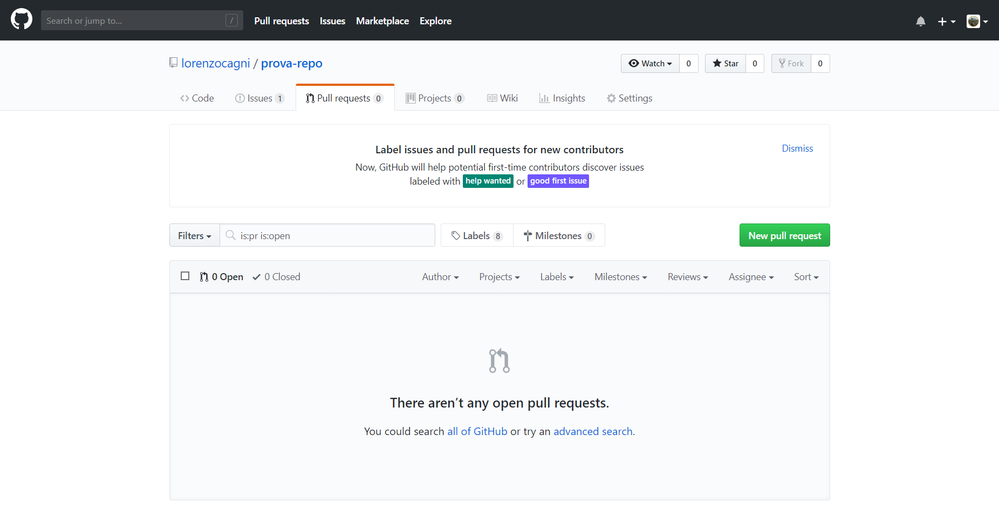 Search or jump to... / Pull requests Issues Marketplace Explore
lorenzocagni / prova-repo Watch 0 Star 0 Fork 0
Code Issues 1 Pull requests 0 Projects 0 Wiki Insights Settings
Label issues and pull requests for new contributors
Dismiss
Now, GitHub will help potential first-time contributors discover issues
labeled with help wanted or good first issue
Filters is:pr is:open Labels 8 Milestones 0 New pull request
0 Open 0 Closed Author Projects Labels Milestones Reviews Assignee Sort
There aren’t any open pull requests.
You could search all of GitHub or try an advanced search.